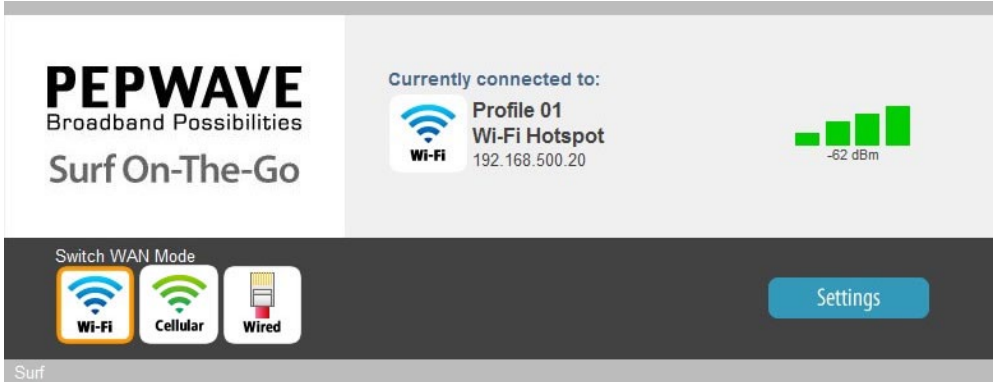 PEPWAVE
Broadband Possibilities
Surf On-The-Go
Currently connected to:
Wi-Fi
Profile 01
Wi-Fi Hotspot
192.168.500.20
-62 dBm
Switch WAN Mode
Wi-Fi
Cellular
Wired
Settings
Surf